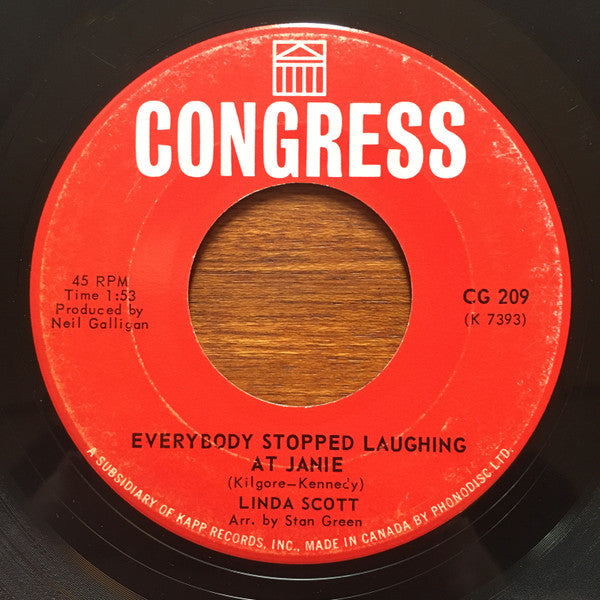 CONGRESS
45 RPM
Time 1:53
Produced by
Neil Galligan
CG 209
(K 7393)
EVERYBODY STOPPED LAUGHING
AT JANIE
(Kilgore-Kennedy)
LINDA SCOTT
Arr. by Stan Green
A SUBSIDIARY OF KAPP RECORDS, INC., MADE IN CANADA BY PHONODISC LTD.